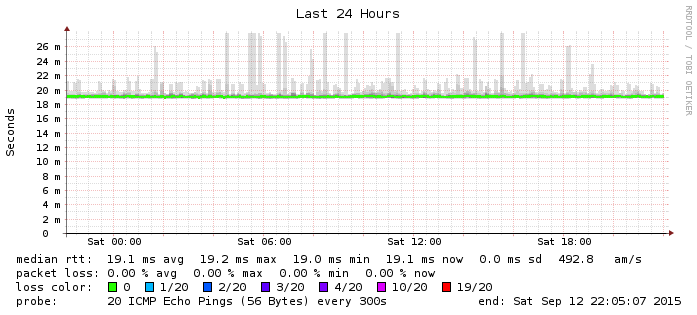 Last 24 Hours
RRDTOOL / TOBI OETIKER
Seconds
26 m
24 m
22 m
20 m
18 m
16 m
14 m
12 m
10 m
8 m
6 m
4 m
2 m
0
Sat 00:00 Sat 06:00 Sat 12:00 Sat 18:00
median rtt: 19.1 ms avg 19.2 ms max 19.0 ms min 19.1 ms now 0.0 ms sd 492.8 am/s
packet loss: 0.00 % avg 0.00 % max 0.00 % min 0.00 % now
loss color: 0 1/20 2/20 3/20 4/20 10/20 19/20
probe: 20 ICMP Echo Pings (56 Bytes) every 300s end: Sat Sep 12 22:05:07 2015